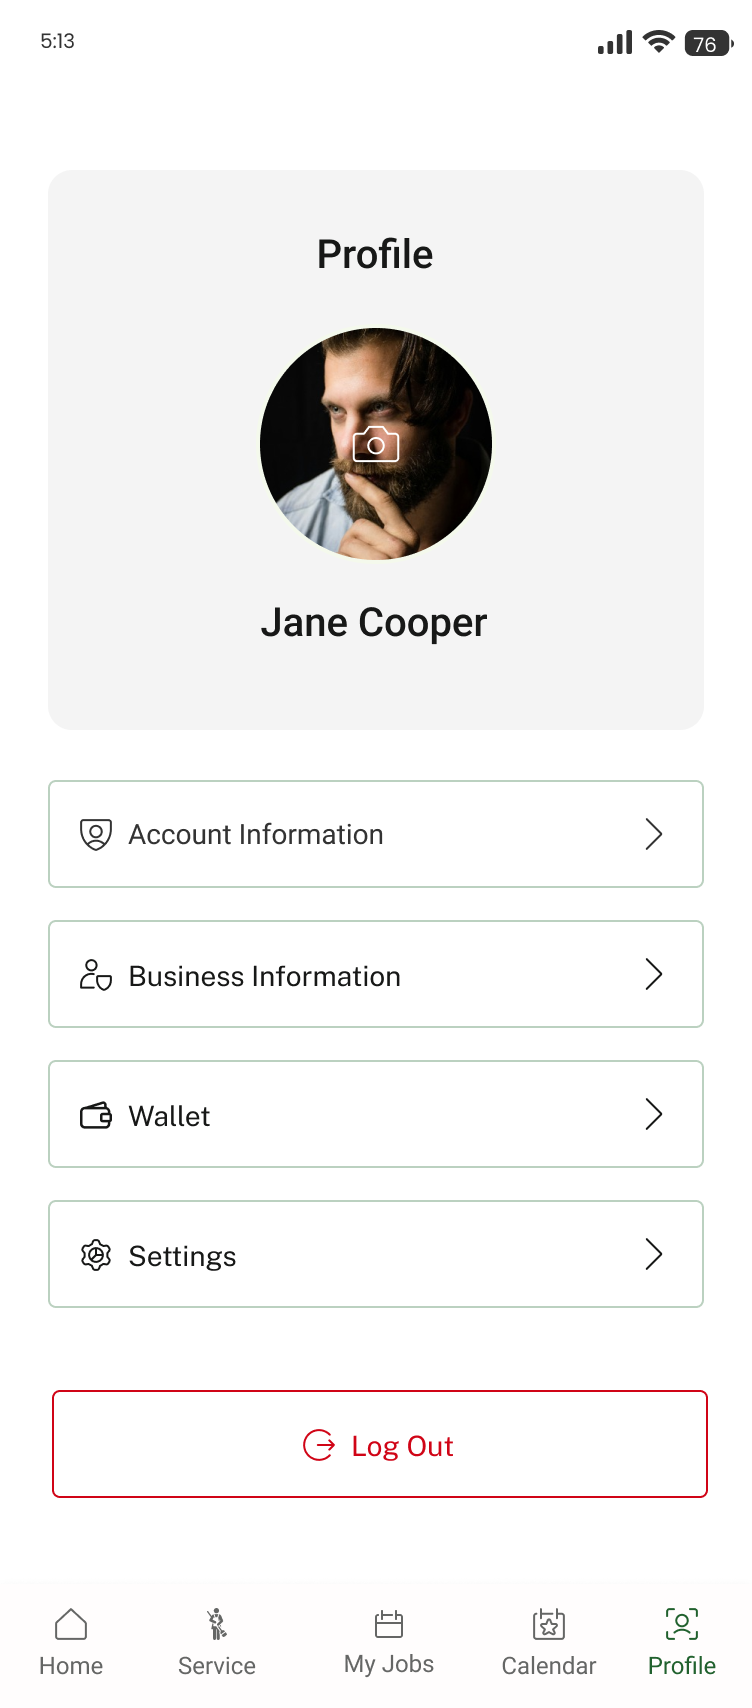 5:13
76
Profile
Jane Cooper
Account Information
Business Information
Wallet
Settings
Log Out
Home Service My Jobs Calendar Profile